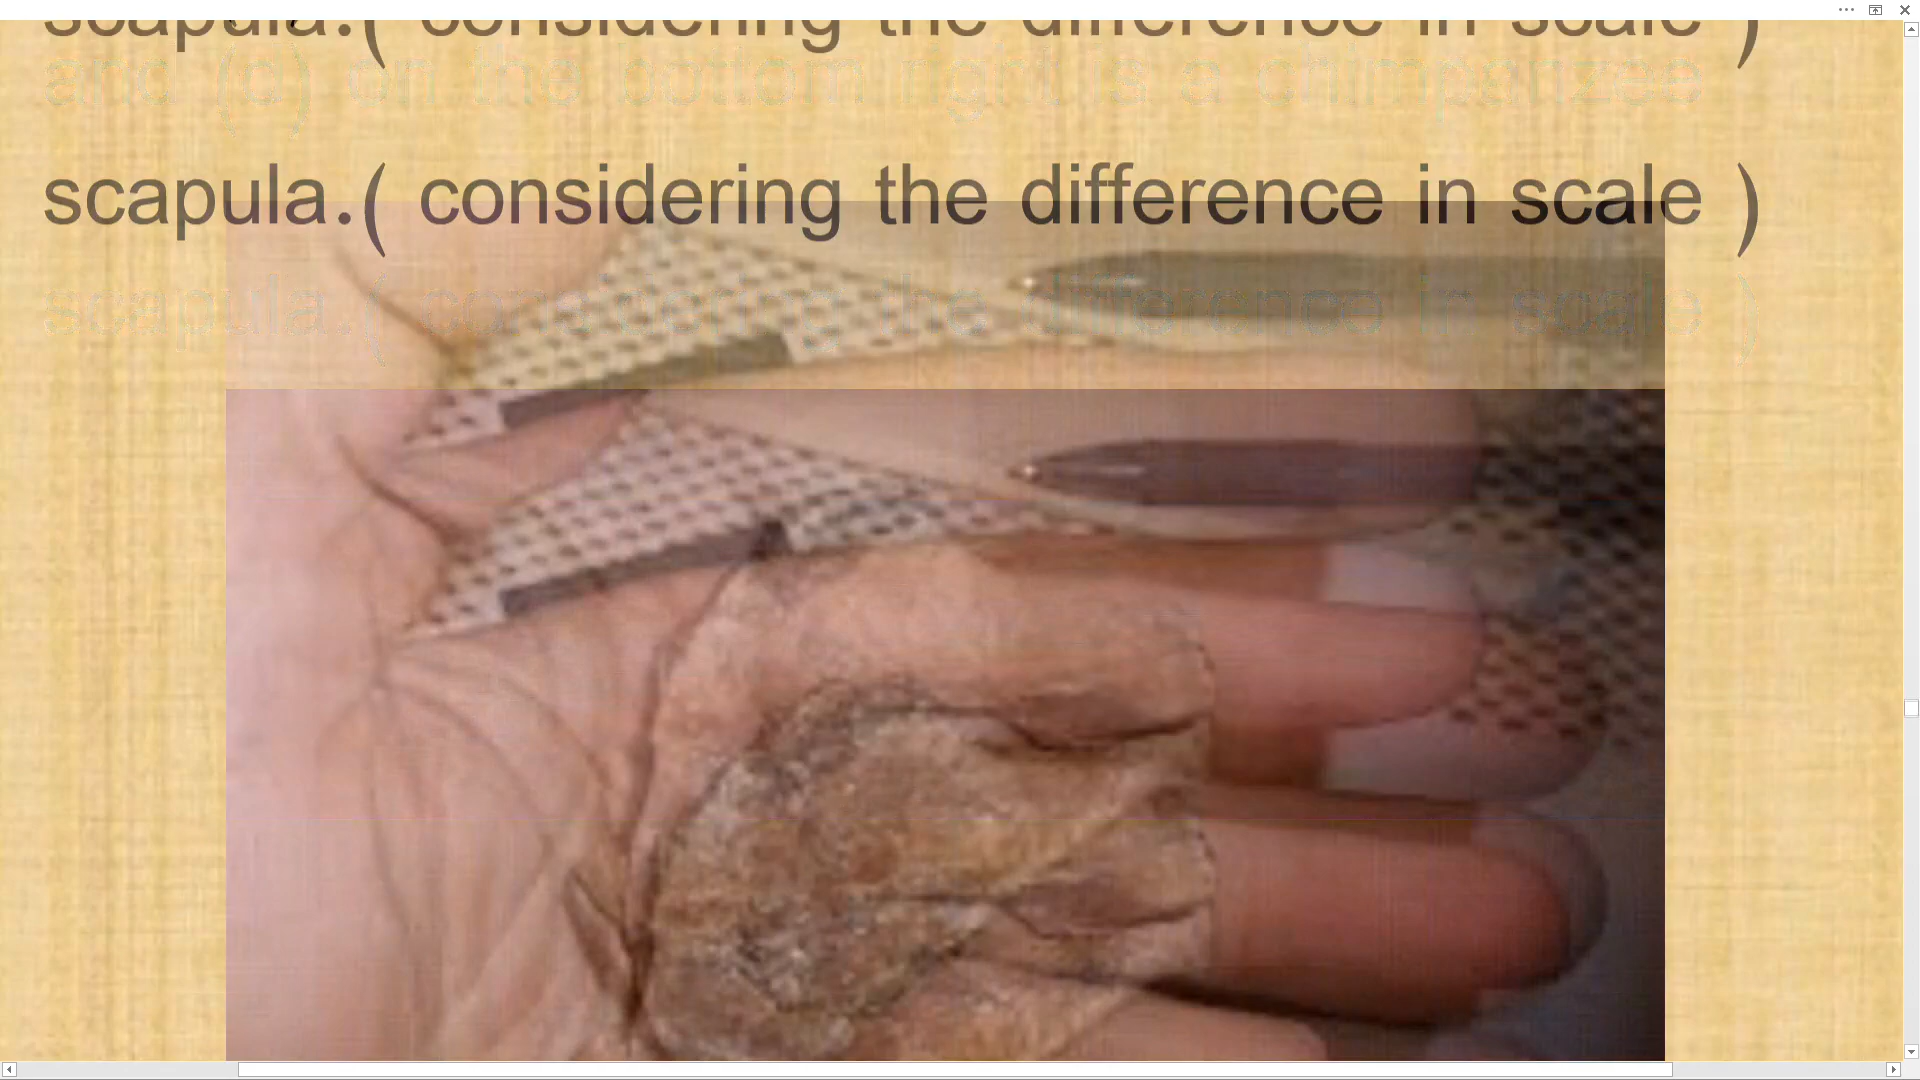 scapula.( considering the difference in scale )
and (d) on the bottom right is a chimpanzee
scapula.( considering the difference in scale )
scapula.( considering the difference in scale )